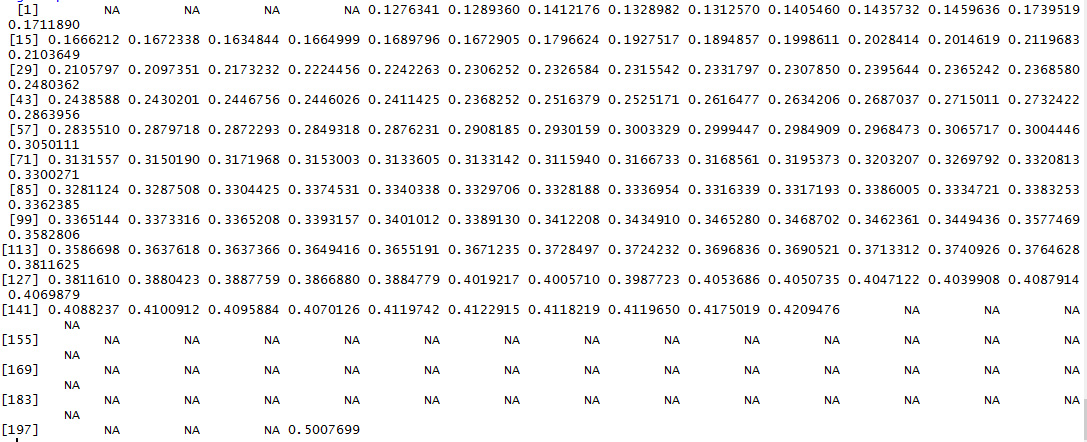 [1] NA NA NA NA 0.1276341 0.1289360 0.1412176 0.1328982 0.1312570 0.1405460 0.1435732 0.1459636 0.1739519
0.1711890
[15] 0.1666212 0.1672338 0.1634844 0.1664999 0.1689796 0.1672905 0.1796624 0.1927517 0.1894857 0.1998611 0.2028414 0.2014619 0.2119683
0.2103649
[29] 0.2105797 0.2097351 0.2173232 0.2224456 0.2242263 0.2306252 0.2326584 0.2315542 0.2331797 0.2307850 0.2395644 0.2365242 0.2368580
0.2480362
[43] 0.2438588 0.2430201 0.2446756 0.2446026 0.2411425 0.2368252 0.2516379 0.2525171 0.2616477 0.2634206 0.2687037 0.2715011 0.2732422
0.2863956
[57] 0.2835510 0.2879718 0.2872293 0.2849318 0.2876231 0.2908185 0.2930159 0.3003329 0.2999447 0.2984909 0.2968473 0.3065717 0.3004446
0.3050111
[71] 0.3131557 0.3150190 0.3171968 0.3153003 0.3133605 0.3133142 0.3115940 0.3166733 0.3168561 0.3195373 0.3203207 0.3269792 0.3320813
0.3300271
[85] 0.3281124 0.3287508 0.3304425 0.3374531 0.3340338 0.3329706 0.3328188 0.3336954 0.3316339 0.3317193 0.3386005 0.3334721 0.3383253
0.3362385
[99] 0.3365144 0.3373316 0.3365208 0.3393157 0.3401012 0.3389130 0.3412208 0.3434910 0.3465280 0.3468702 0.3462361 0.3449436 0.3577469
0.3582806
[113] 0.3586698 0.3637618 0.3637366 0.3649416 0.3655191 0.3671235 0.3728497 0.3724232 0.3696836 0.3690521 0.3713312 0.3740926 0.3764628
0.3811625
[127] 0.3811610 0.3880423 0.3887759 0.3866880 0.3884779 0.4019217 0.4005710 0.3987723 0.4053686 0.4050735 0.4047122 0.4039908 0.4087914
0.4069879
[141] 0.4088237 0.4100912 0.4095884 0.4070126 0.4119742 0.4122915 0.4118219 0.4119650 0.4175019 0.4209476 NA NA NA
NA
[155] NA NA NA NA NA NA NA NA NA NA NA NA NA
NA
[169] NA NA NA NA NA NA NA NA NA NA NA NA NA
NA
[183] NA NA NA NA NA NA NA NA NA NA NA NA NA
NA
[197] NA NA NA 0.5007699